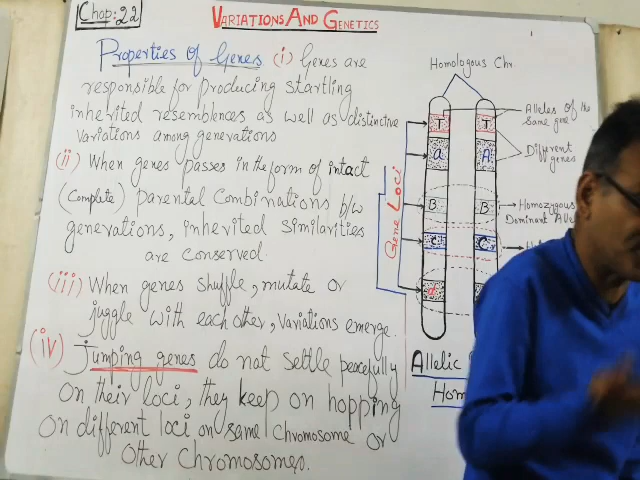 Chap: 22
VARIATIONS AND GENETICS
Properties of Genes (i) Genes are
responsible for producing startling
inherited resemblences as well as distinctive
variations among generations
(ii) When genes passes in the form of intact
(Complete) parental Combinations b/w
generations, inherited similarities
are conserved.
(iii) When genes shuffle, mutate or
juggle with each other, variations emerge.
(iv) Jumping genes do not settle peacefully
on their loci, they keep on hopping
on different loci on same Chromosome or
Other Chromosomes.
Homologous Chr.
T T
Alleles of the
same gene
a A
Different
genes
B B
Homozygous
Dominant
Gene Loci
d
Allelic